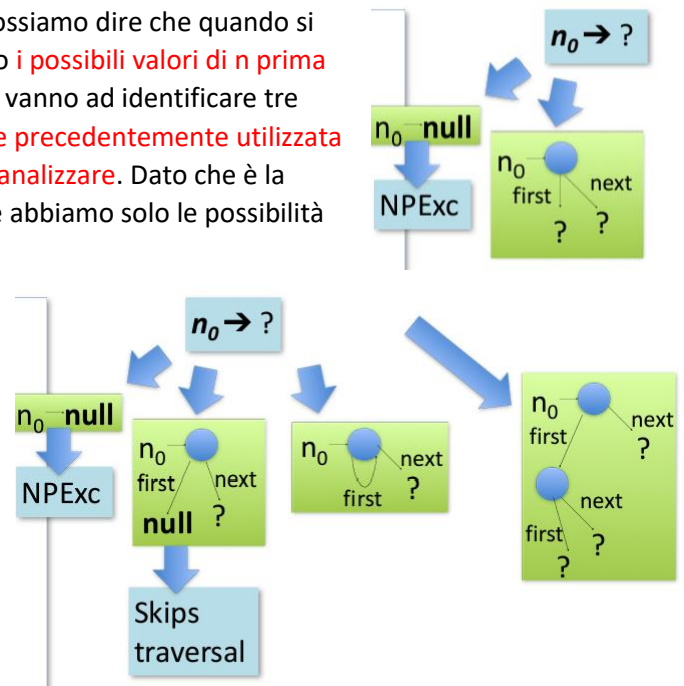 ossiamo dire che quando si
o i possibili valori di n prima
vanno ad identificare tre
e precedentemente utilizzata
analizzare. Dato che è la
e abbiamo solo le possibilità
n0 → ?
n0 null
NPExc
n0
first
next
?
?
n0 → ?
n0 null
NPExc
n0
first
next
null
?
Skips
traversal
n0
next
first
?
n0
next
first
?
next
first
?
?